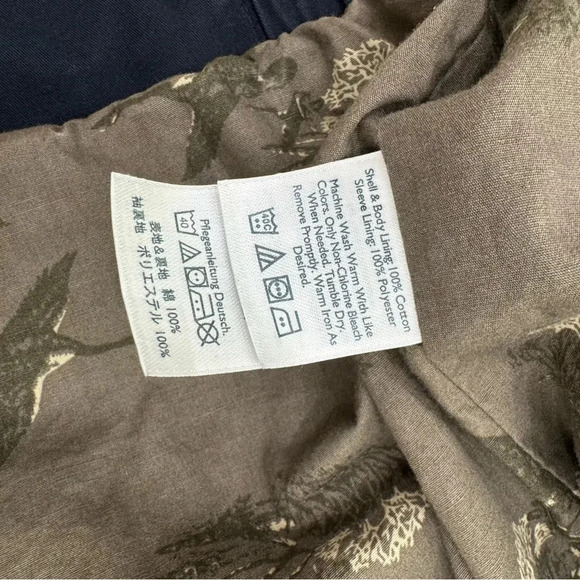 Shell & Body Lining: 100% Cotton
Sleeve Lining: 100% Polyester
40C
Machine Wash Warm With Like
Colors. Only Non-Chlorine Bleach
When Needed. Tumble Dry.
Remove Promptly. Warm Iron As
Desired.
40
Pflegeanleitung Deutsch.
表地&裏地 綿 100%
袖裏地 ポリエステル 100%